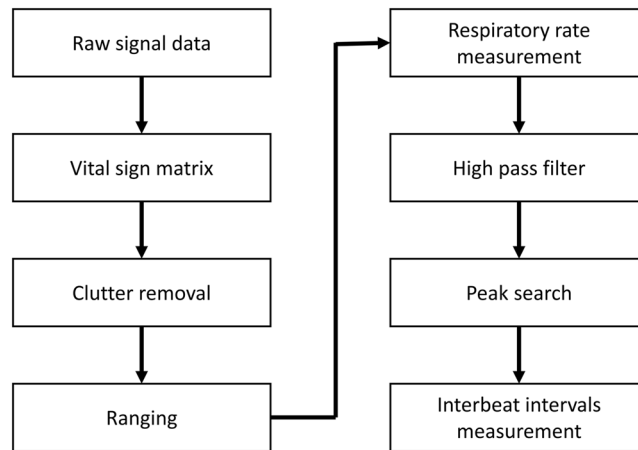 Raw signal data
Vital sign matrix
Clutter removal
Ranging
Respiratory rate
measurement
High pass filter
Peak search
Interbeat intervals
measurement